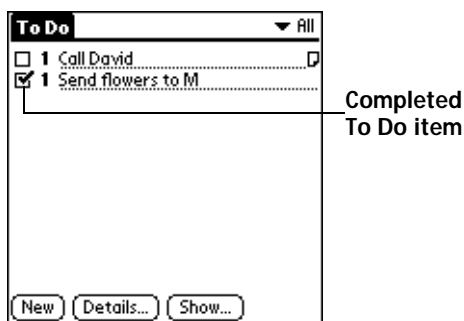 To Do All
1 Call David
1 Send flowers to M
Completed
To Do item
New Details... Show...